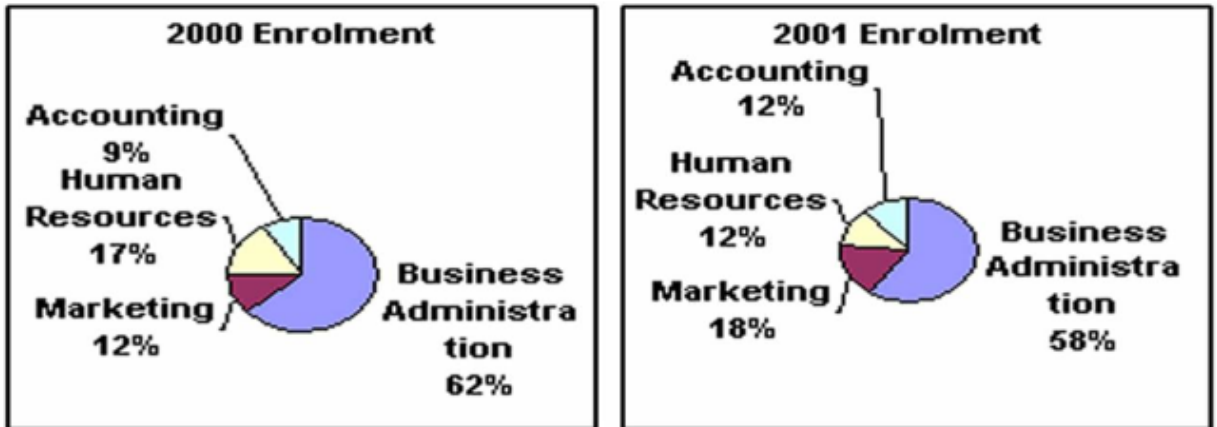 2000 Enrolment
Accounting
9%
Human
Resources
17%
Marketing
12%
Business
Administra
tion
62%
2001 Enrolment
Accounting
12%
Human
Resources
12%
Marketing
18%
Business
Administra
tion
58%